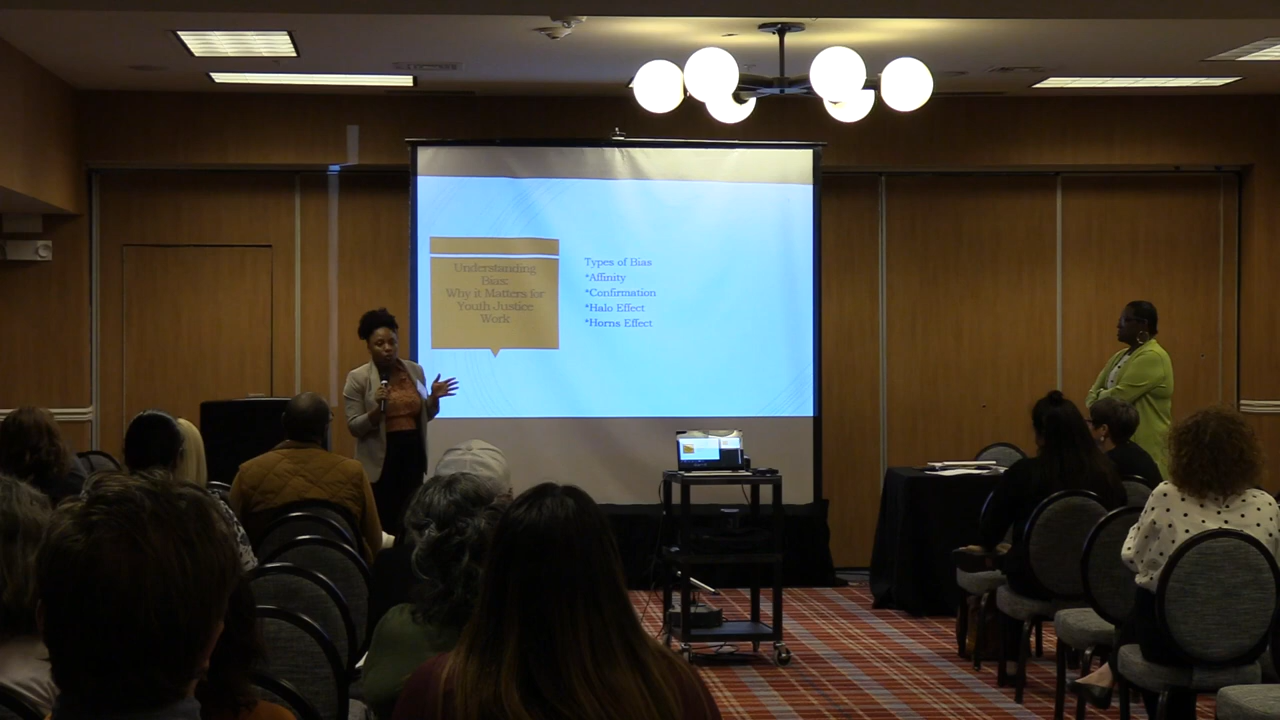 Understanding
Bias:
Why it Matters for
Youth Justice
Work
Types of Bias
*Affinity
*Confirmation
*Halo Effect
*Horns Effect